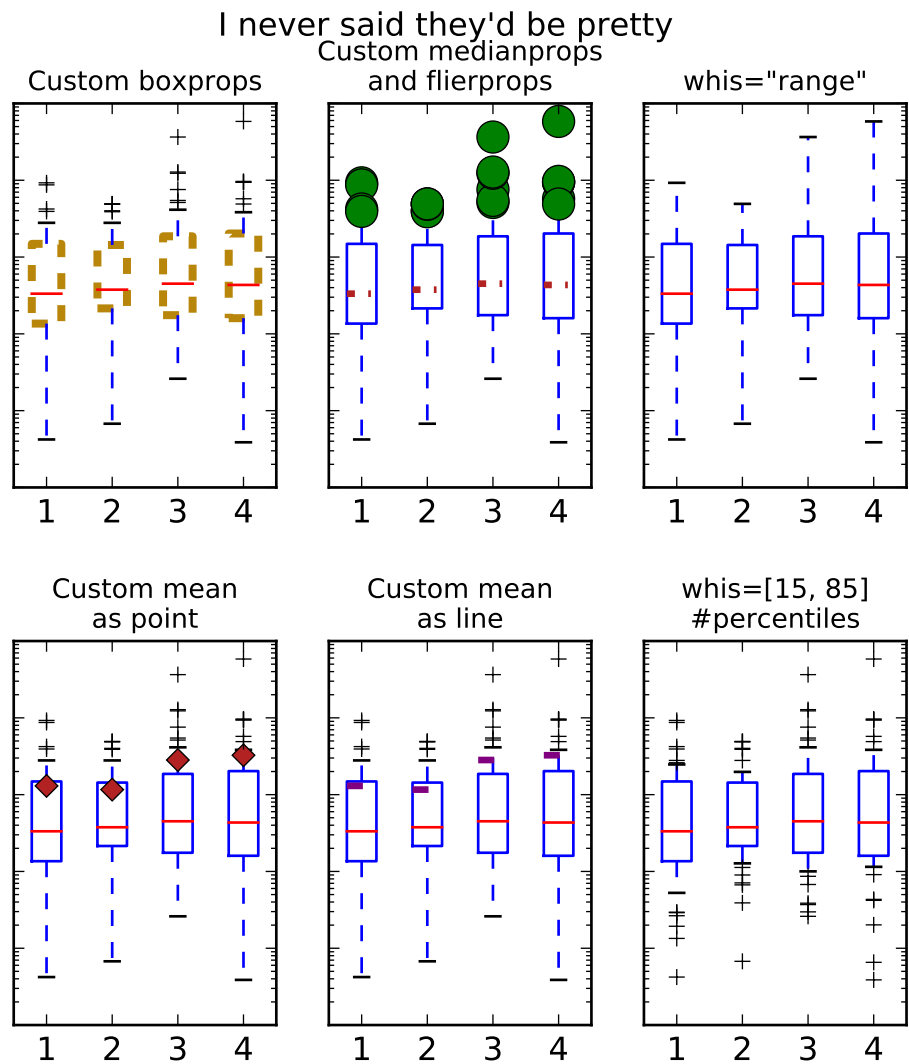 I never said they'd be pretty
Custom boxprops
Custom medianprops
and flierprops
whis="range"
1 2 3 4
1 2 3 4
1 2 3 4
Custom mean
as point
Custom mean
as line
whis=[15, 85]
#percentiles
1 2 3 4
1 2 3 4
1 2 3 4